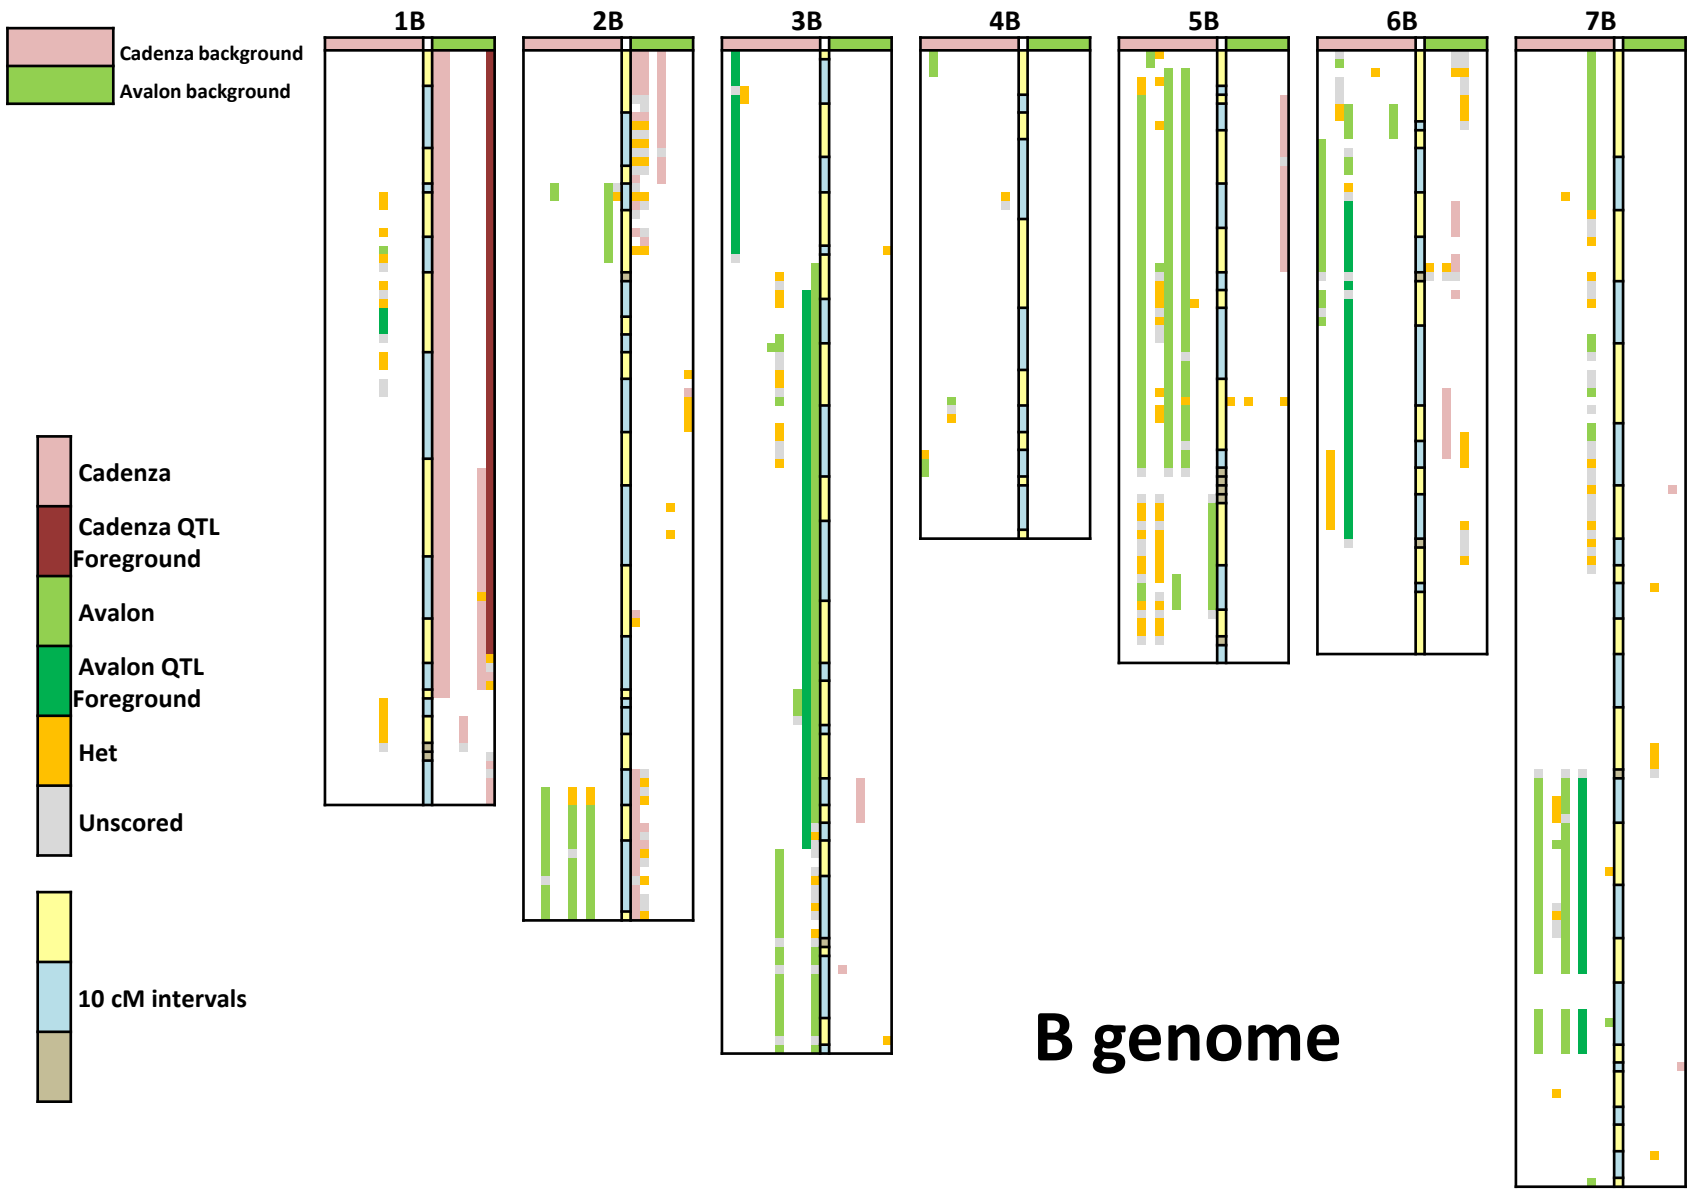 1B 2B 3B 4B 5B 6B 7B
Cadenza background
Avalon background
Cadenza
Cadenza QTL
Foreground
Avalon
Avalon QTL
Foreground
Het
Unscored
10 cM intervals
B genome